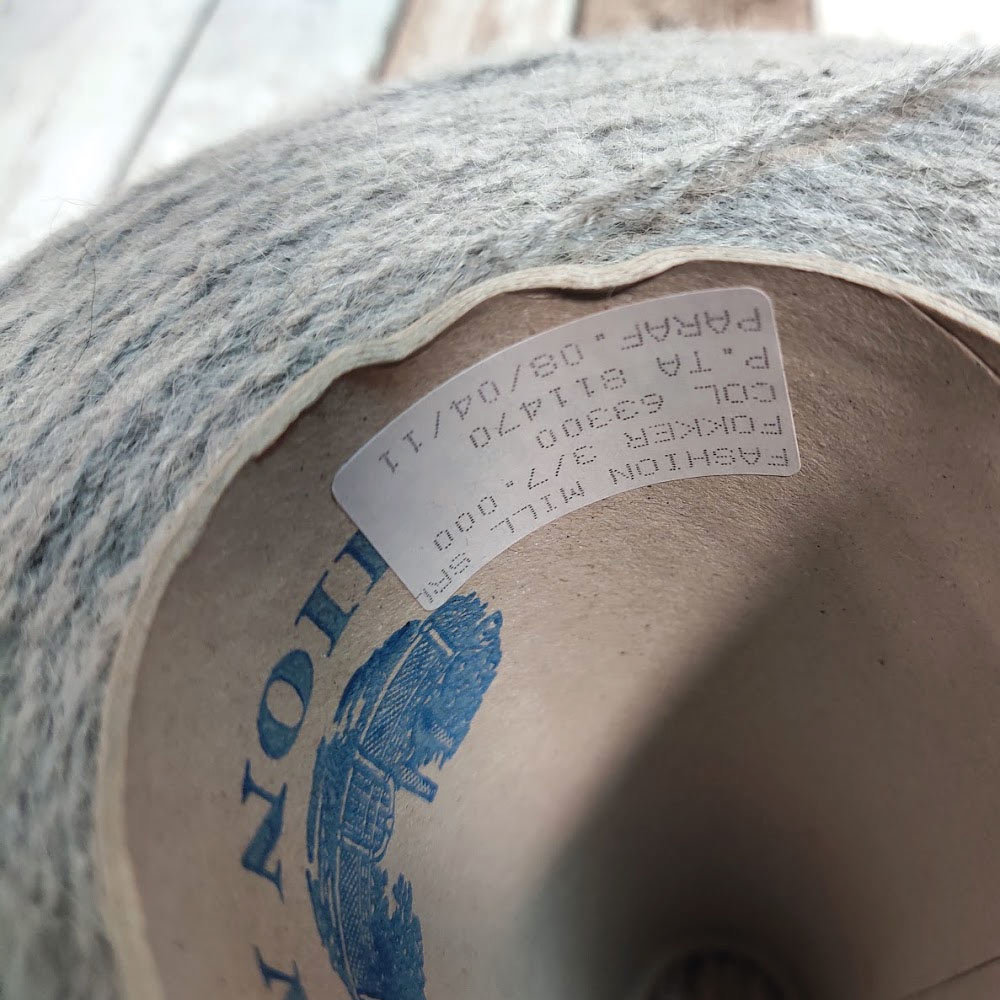 FASHION MILL SRL
FOKKER 3/7.000
COL 63300
P.TA 811470
PARAF. 08/04/11